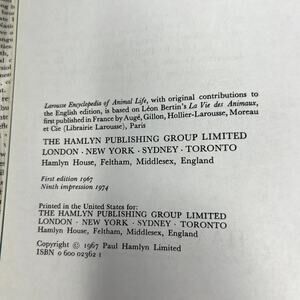 Larousse Encyclopedia of Animal Life, with original contributions to
the English edition, is based on Léon Bertin's La Vie des Animaux,
first published in France by Augé, Gillon, Hollier-Larousse, Moreau
et Cie (Librairie Larousse), Paris
THE HAMLYN PUBLISHING GROUP LIMITED
LONDON · NEW YORK · SYDNEY · TORONTO
Hamlyn House, Feltham, Middlesex, England
First edition 1967
Ninth impression 1974
Printed in the United States for:
THE HAMLYN PUBLISHING GROUP LIMITED
LONDON · NEW YORK · SYDNEY · TORONTO
Hamlyn House, Feltham, Middlesex, England
Copyright © 1967 Paul Hamlyn Limited
ISBN 0 600 02362 1